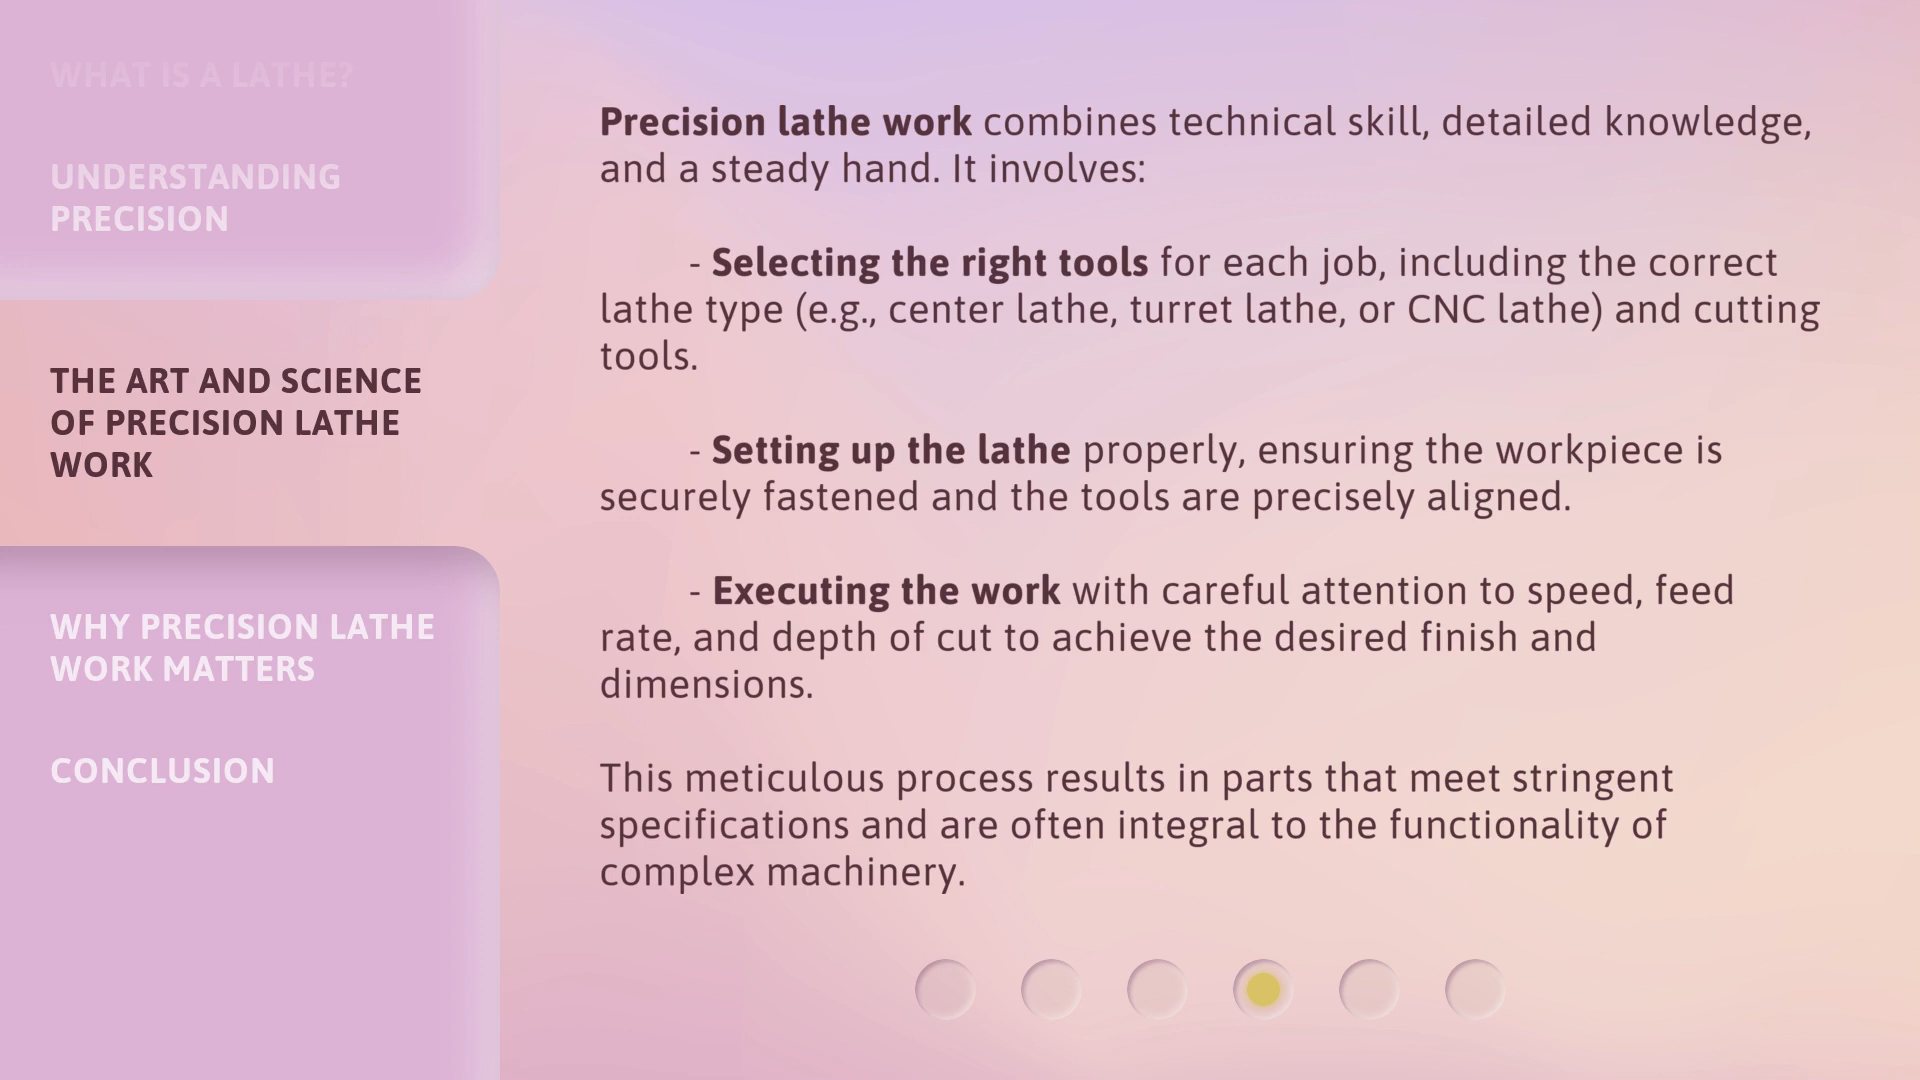 WHAT IS A LATHE?
UNDERSTANDING
PRECISION
THE ART AND SCIENCE
OF PRECISION LATHE
WORK
WHY PRECISION LATHE
WORK MATTERS
CONCLUSION
Precision lathe work combines technical skill, detailed knowledge,
and a steady hand. It involves:
- Selecting the right tools for each job, including the correct
lathe type (e.g., center lathe, turret lathe, or CNC lathe) and cutting
tools.
- Setting up the lathe properly, ensuring the workpiece is
securely fastened and the tools are precisely aligned.
- Executing the work with careful attention to speed, feed
rate, and depth of cut to achieve the desired finish and
dimensions.
This meticulous process results in parts that meet stringent
specifications and are often integral to the functionality of
complex machinery.